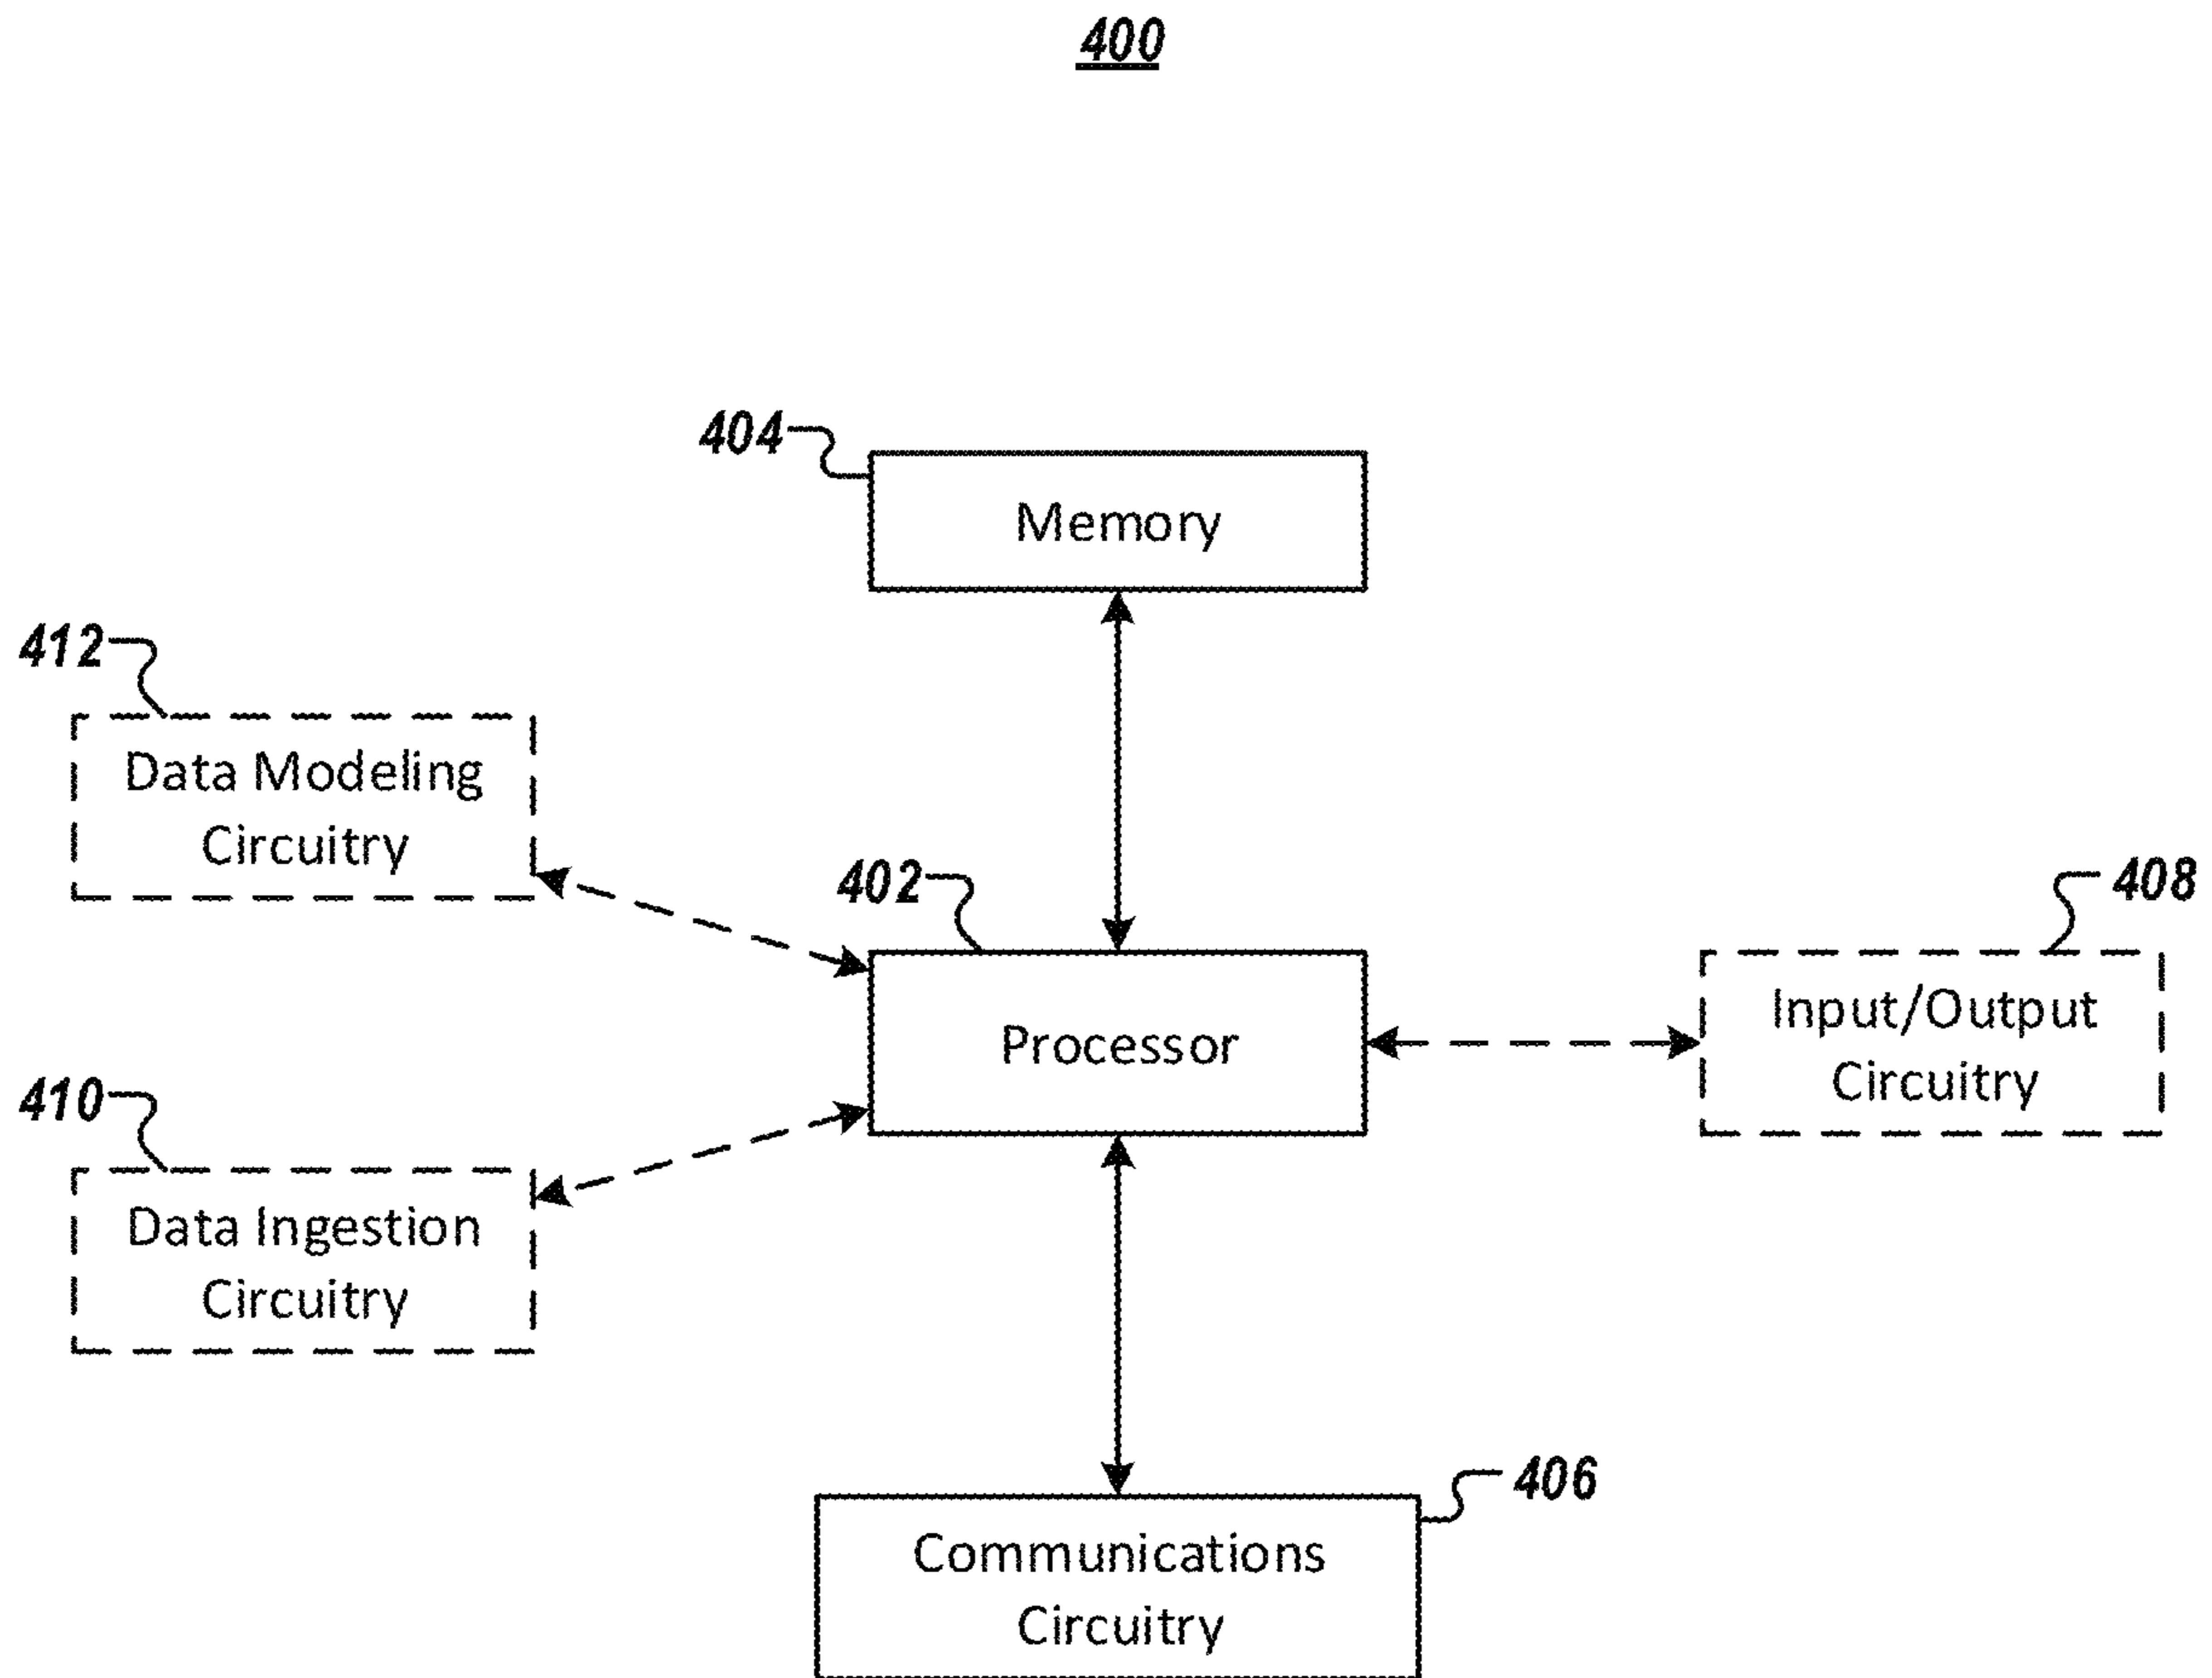 400
404
Memory
412
Data Modeling
Circuitry
402
408
Processor
Input/Output
Circuitry
410
Data Ingestion
Circuitry
406
Communications
Circuitry